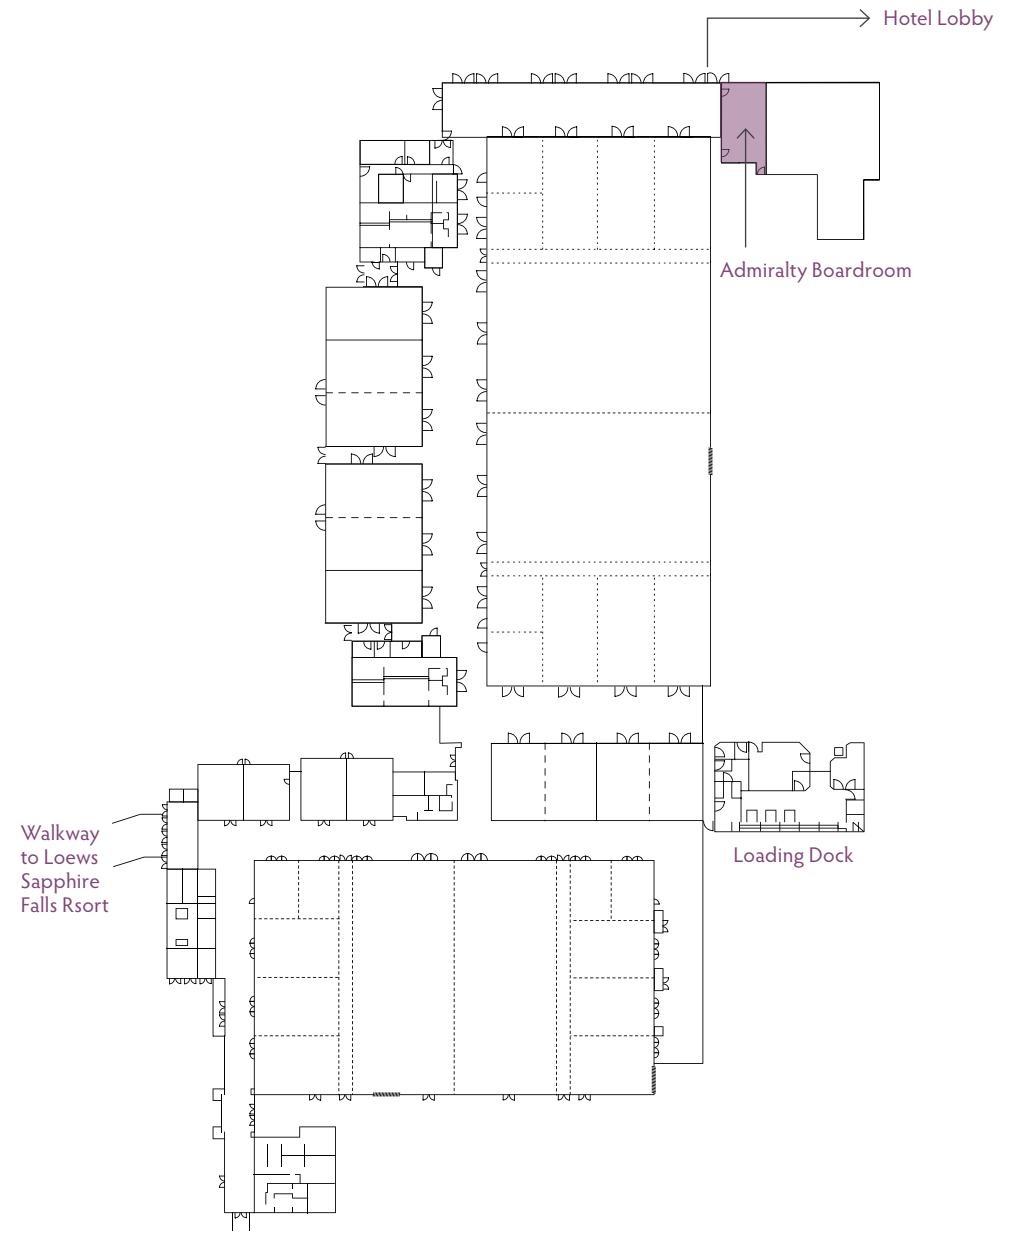 Hotel Lobby
Admiralty Boardroom
Walkway
to Loews
Sapphire
Falls Rsort
Loading Dock